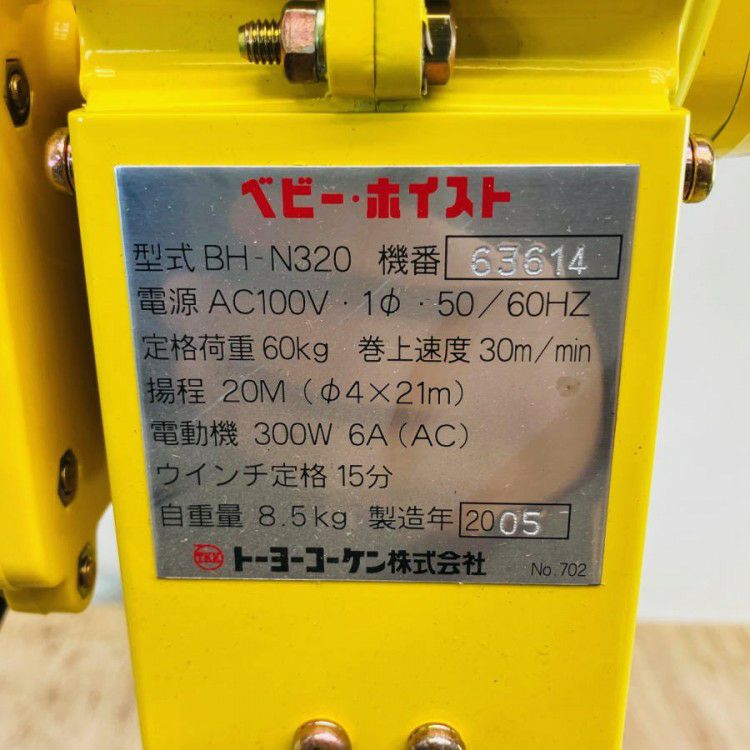 ベビー・ホイスト
型式 BH-N320 機番 63614
電源 AC100V・1φ・50/60HZ
定格荷重 60kg 巻上速度 30m/min
揚程 20M (φ4×21m)
電動機 300W 6A (AC)
ウインチ定格 15分
自重量 8.5kg 製造年 2005
TKK トーヨーコーケン株式会社 No.702